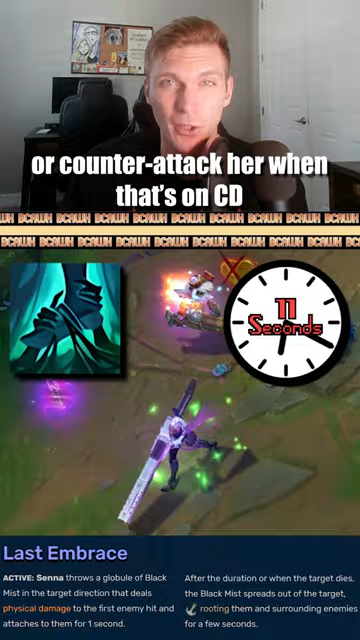 or counter-attack her when
that's on CD
BCAWH BCAWH BCAWH BCAWH BCAWH BCAWH BCAWH
BCAWH BCAWH BCAWH BCAWH BCAWH BCAWH BCAWH
11
Seconds
Last Embrace
ACTIVE: Senna throws a globule of Black
Mist in the target direction that deals
physical damage to the first enemy hit and
attaches to them for 1 second.
After the duration or when the target dies,
the Black Mist spreads out of the target,
rooting them and surrounding enemies
for a few seconds.